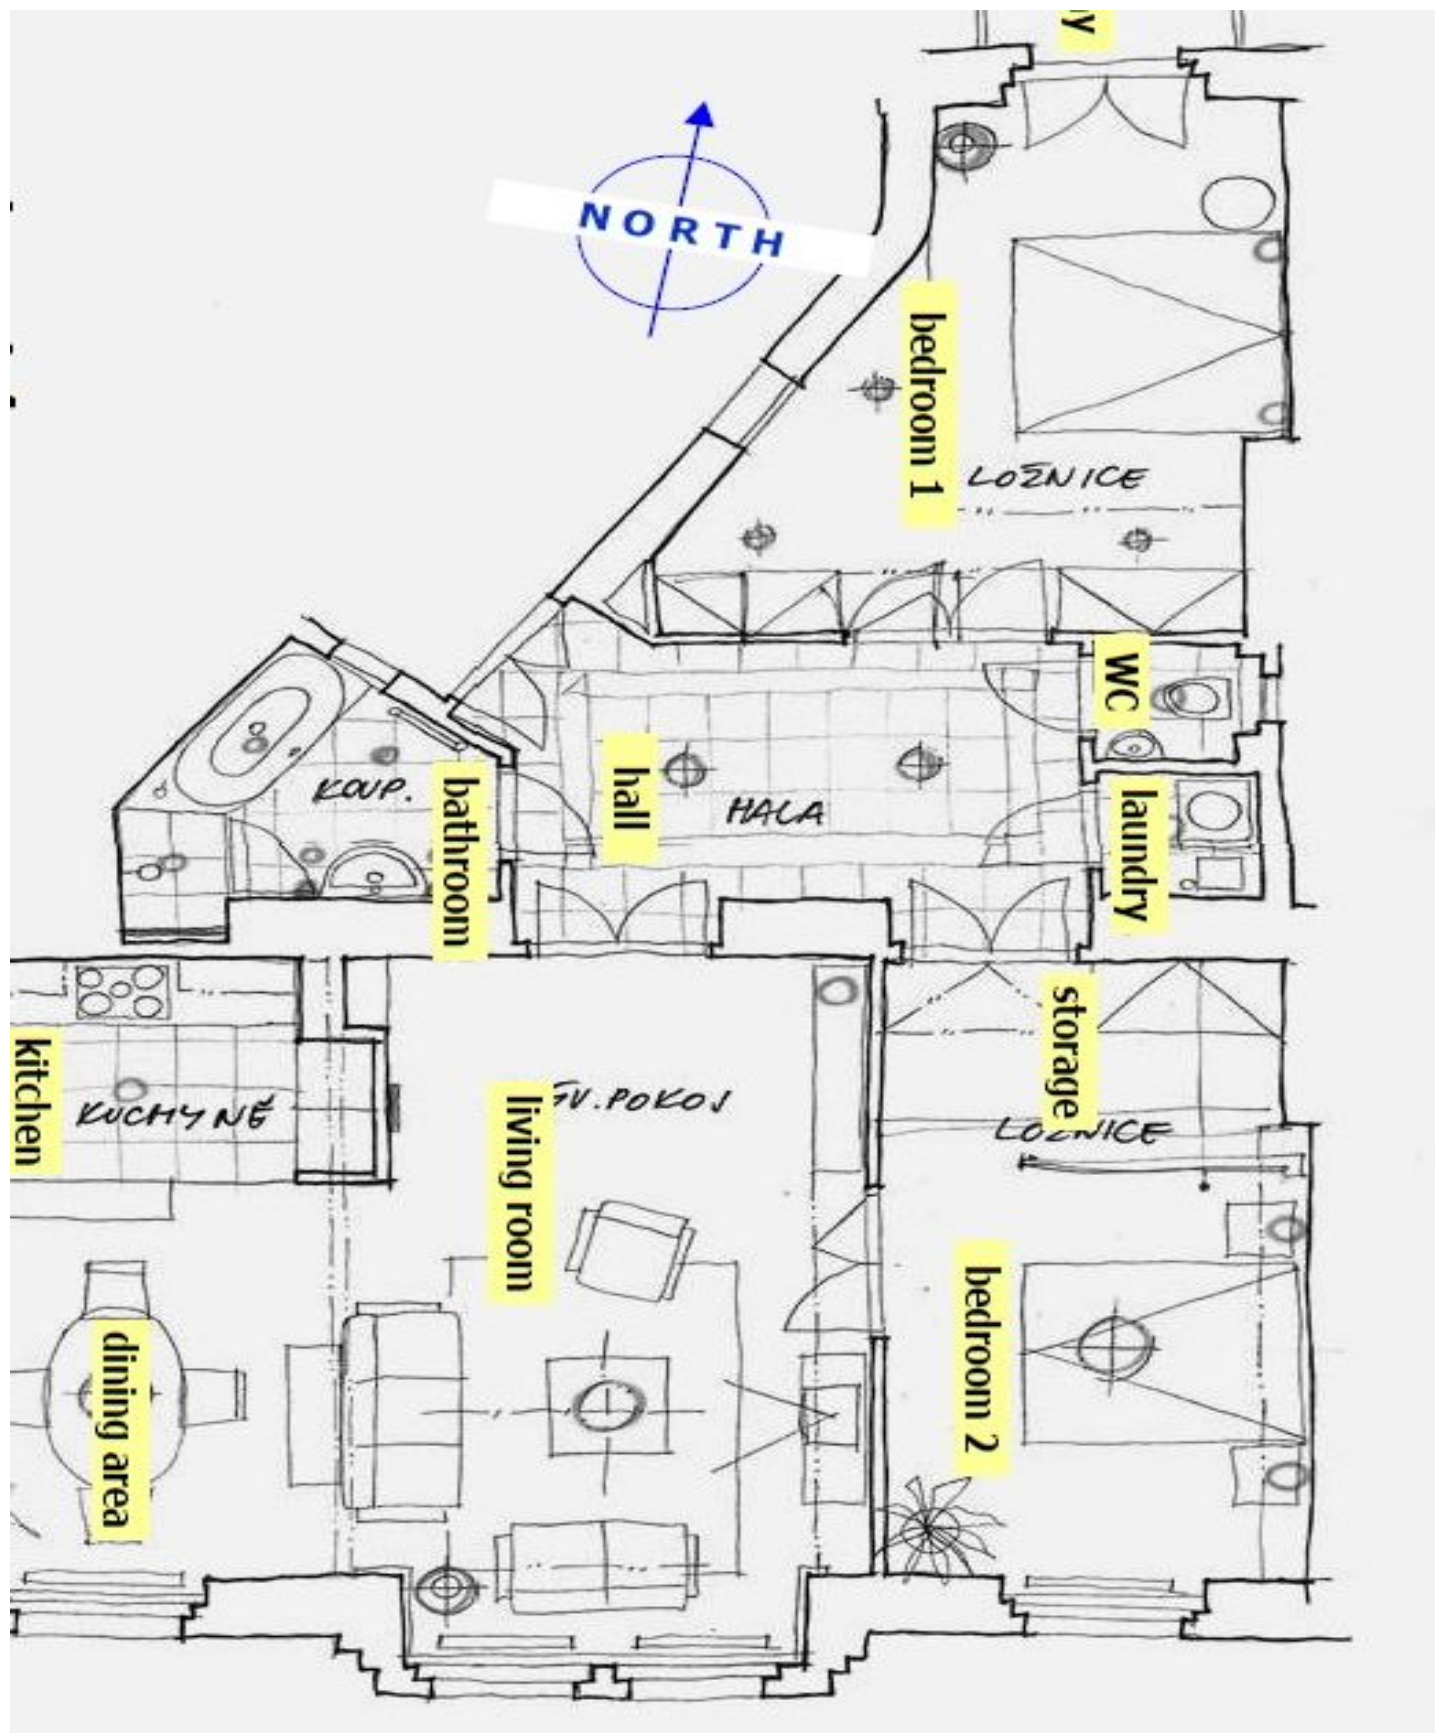 y
NORTH
bedroom 1
LOŽNICE
WC
hall
HALA
KOUP.
bathroom
laundry
storage
kitchen
KUCHYNĚ
living room
.POKOJ
LOŽNICE
bedroom 2
dining area